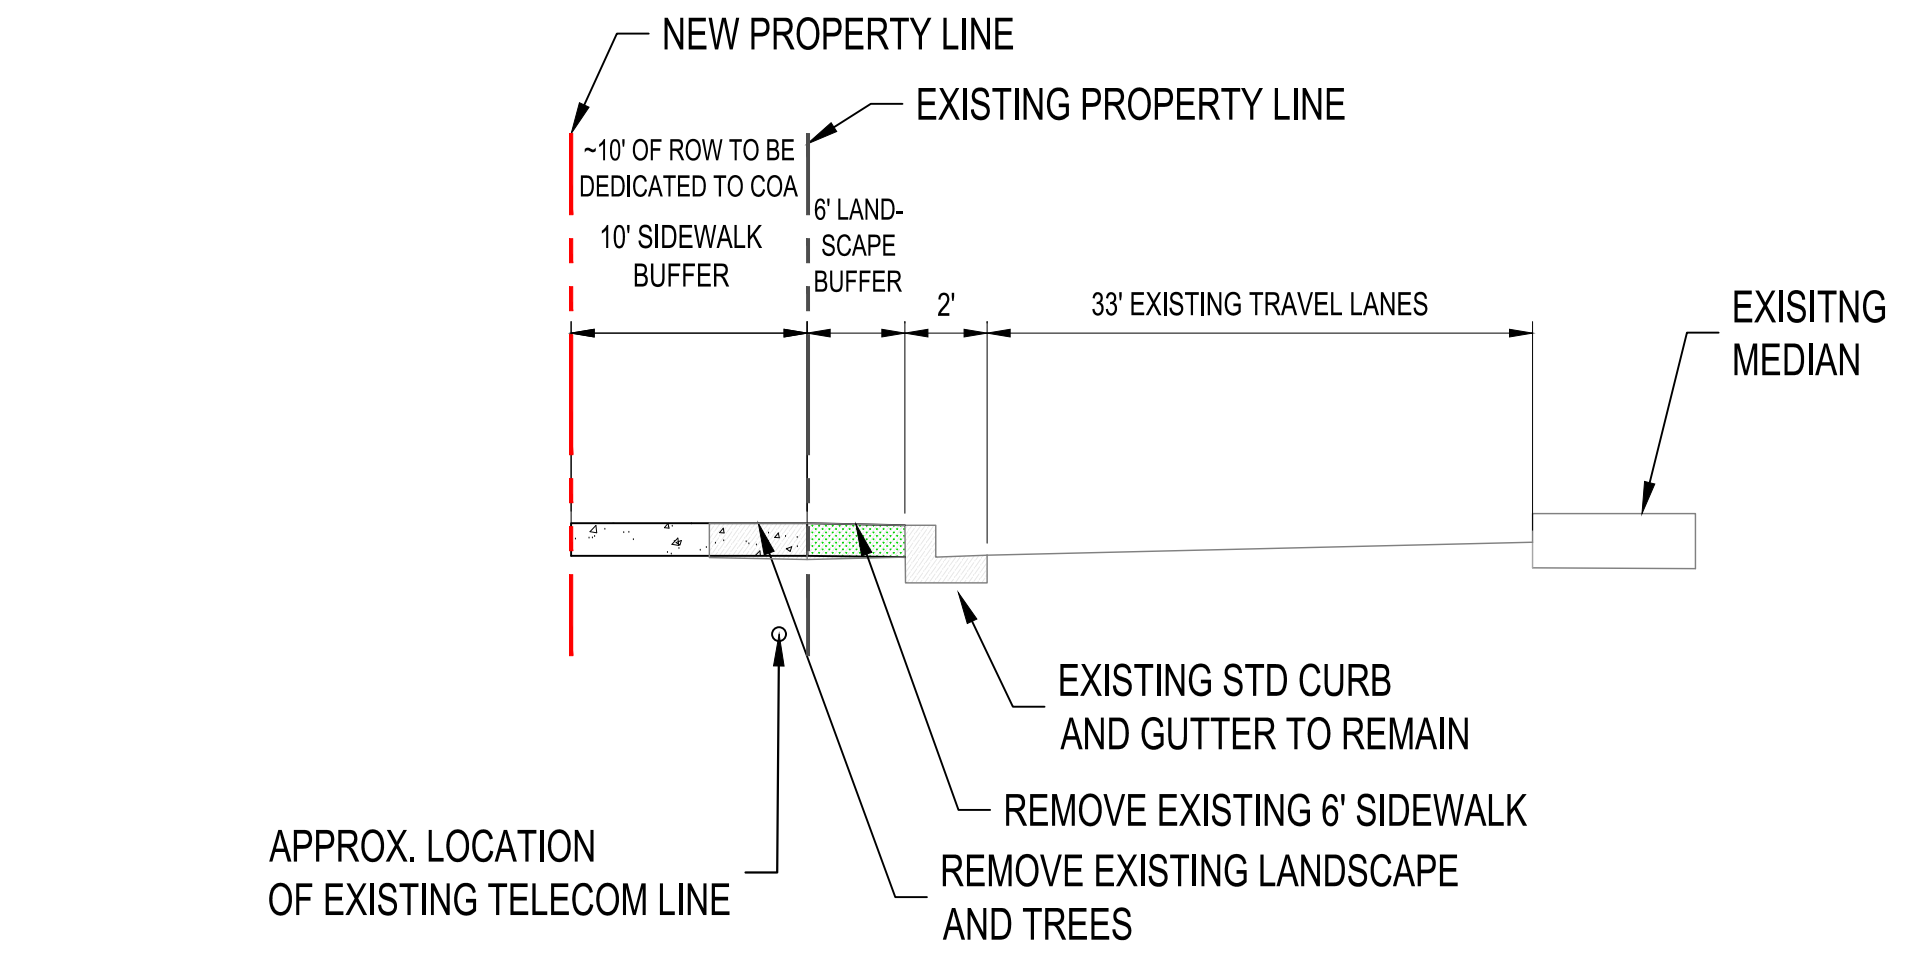 NEW PROPERTY LINE
EXISTING PROPERTY LINE
~10' OF ROW TO BE
DEDICATED TO COA
10' SIDEWALK
BUFFER
6' LAND-
SCAPE
BUFFER
2'
33' EXISTING TRAVEL LANES
EXISITNG
MEDIAN
EXISTING STD CURB
AND GUTTER TO REMAIN
REMOVE EXISTING 6' SIDEWALK
REMOVE EXISTING LANDSCAPE
AND TREES
APPROX. LOCATION
OF EXISTING TELECOM LINE